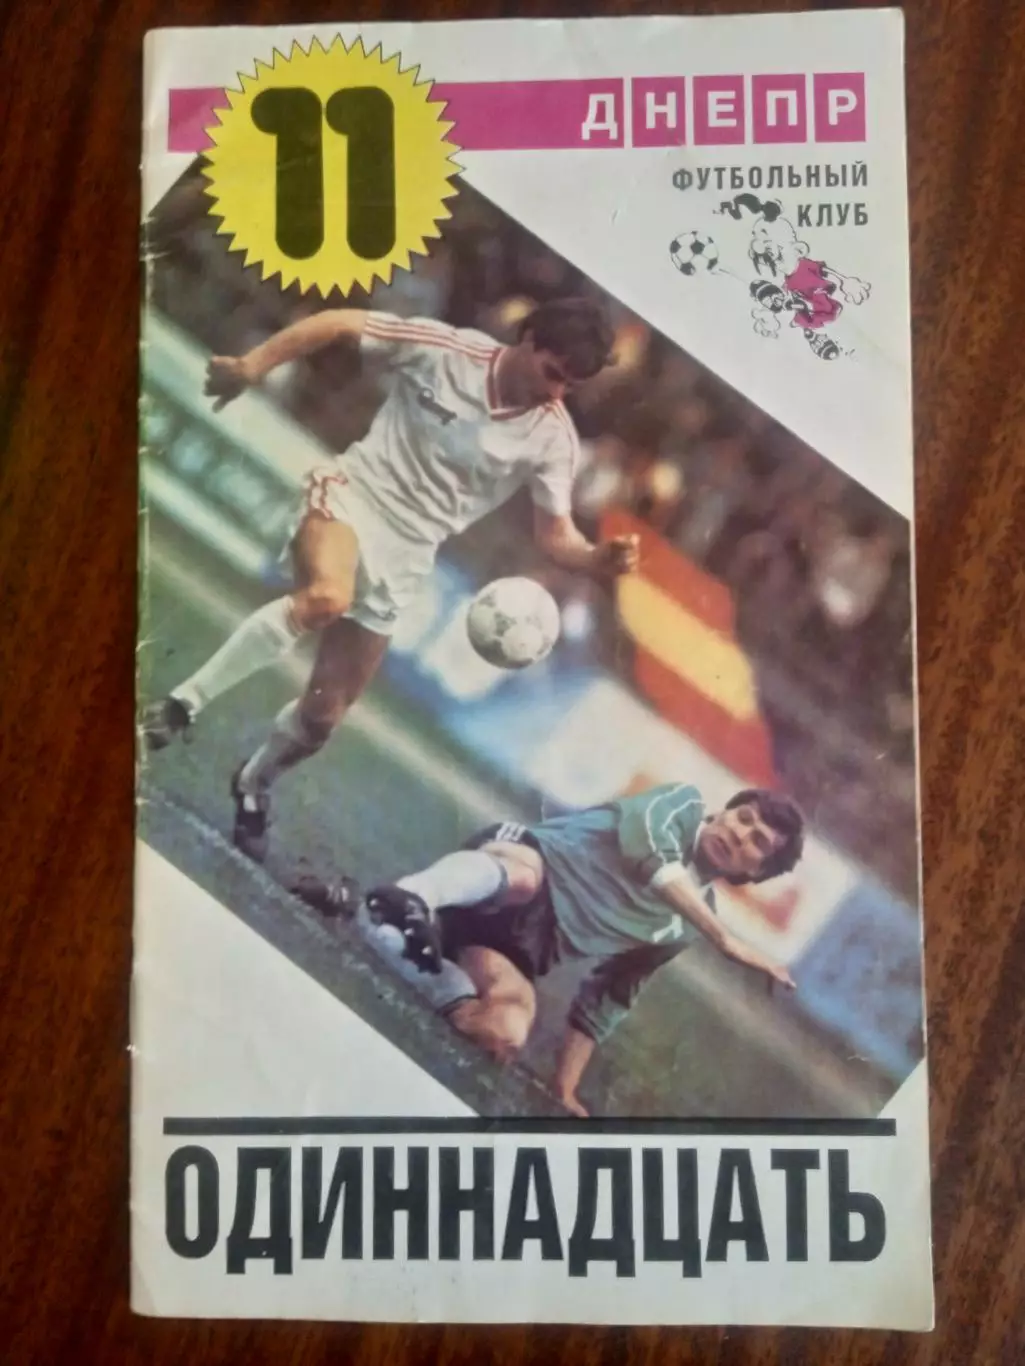 11
ДНЕПР
ФУТБОЛЬНЫЙ
КЛУБ
ОДИННАДЦАТЬ